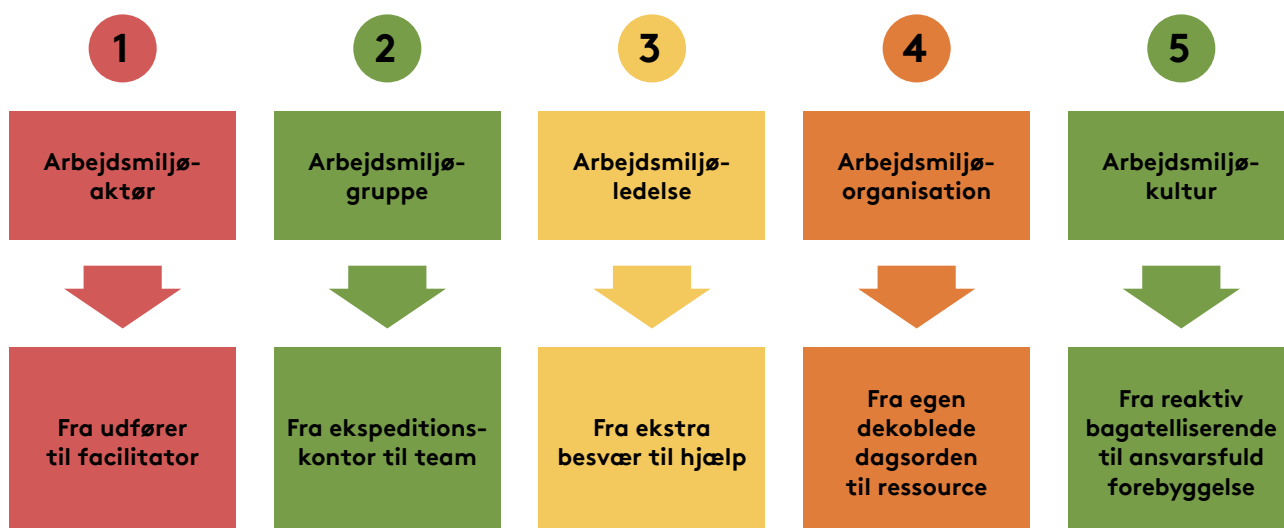 1
2
3
4
5
Arbejdsmiljø-
aktør
Arbejdsmiljø-
gruppe
Arbejdsmiljø-
ledelse
Arbejdsmiljø-
organisation
Arbejdsmiljø-
kultur
Fra udfører
til facilitator
Fra ekspeditions-
kontor til team
Fra ekstra
besvær til hjælp
Fra egen
dekoblede
dagsorden
til ressource
Fra reaktiv
bagatelliserende
til ansvarsfuld
forebyggelse